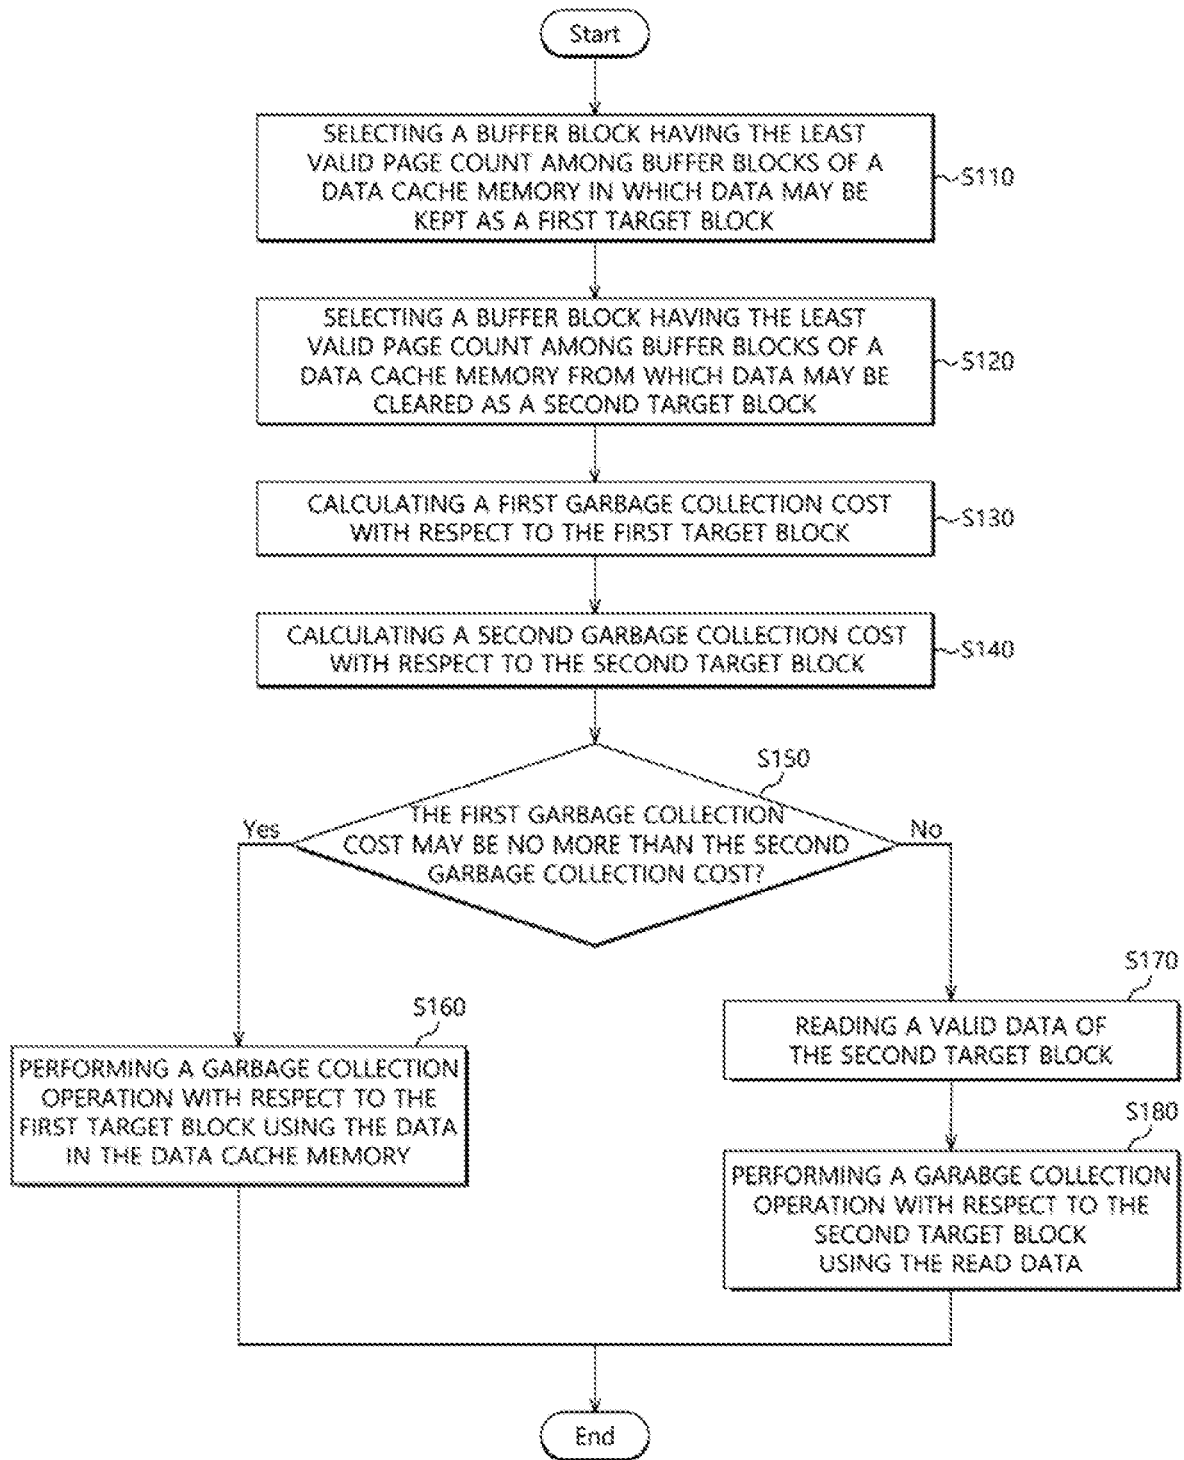 Start
SELECTING A BUFFER BLOCK HAVING THE LEAST
VALID PAGE COUNT AMONG BUFFER BLOCKS OF A
DATA CACHE MEMORY IN WHICH DATA MAY BE
KEPT AS A FIRST TARGET BLOCK
S110
SELECTING A BUFFER BLOCK HAVING THE LEAST
VALID PAGE COUNT AMONG BUFFER BLOCKS OF A
DATA CACHE MEMORY FROM WHICH DATA MAY BE
CLEARED AS A SECOND TARGET BLOCK
S120
CALCULATING A FIRST GARBAGE COLLECTION COST
WITH RESPECT TO THE FIRST TARGET BLOCK
S130
CALCULATING A SECOND GARBAGE COLLECTION COST
WITH RESPECT TO THE SECOND TARGET BLOCK
S140
S150
THE FIRST GARBAGE COLLECTION
COST MAY BE NO MORE THAN THE SECOND
GARBAGE COLLECTION COST?
Yes
No
S160
PERFORMING A GARBAGE COLLECTION
OPERATION WITH RESPECT TO THE
FIRST TARGET BLOCK USING THE DATA
IN THE DATA CACHE MEMORY
S170
READING A VALID DATA OF
THE SECOND TARGET BLOCK
S180
PERFORMING A GARABGE COLLECTION
OPERATION WITH RESPECT TO THE
SECOND TARGET BLOCK
USING THE READ DATA
End